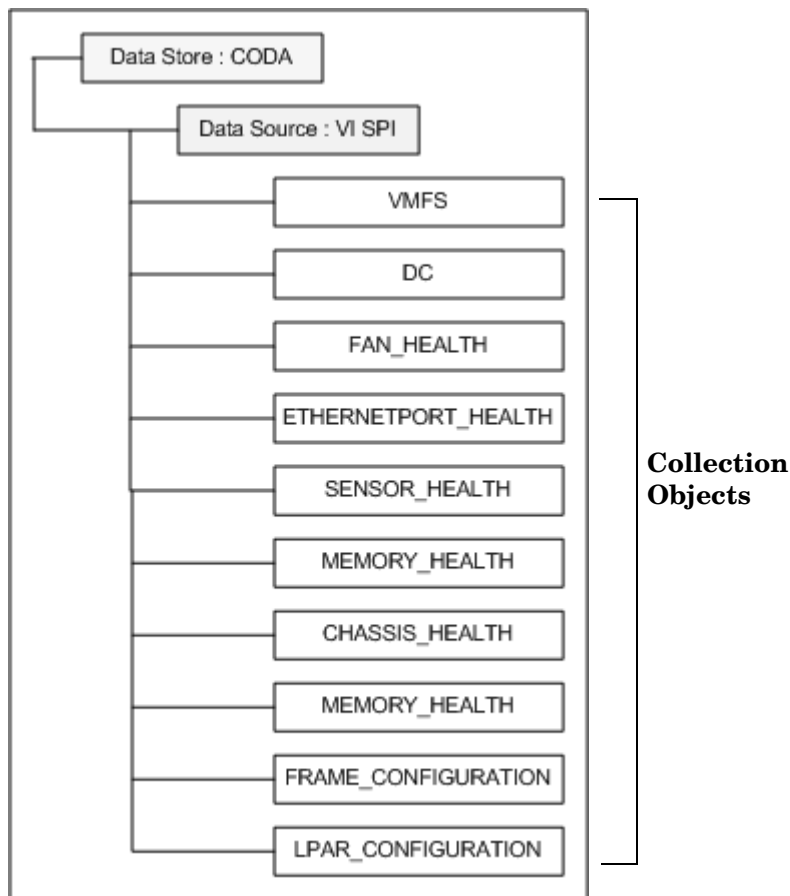 Data Store : CODA
Data Source : VI SPI
VMFS
DC
FAN_HEALTH
ETHERNETPORT_HEALTH
SENSOR_HEALTH
MEMORY_HEALTH
CHASSIS_HEALTH
MEMORY_HEALTH
FRAME_CONFIGURATION
LPAR_CONFIGURATION
Collection
Objects